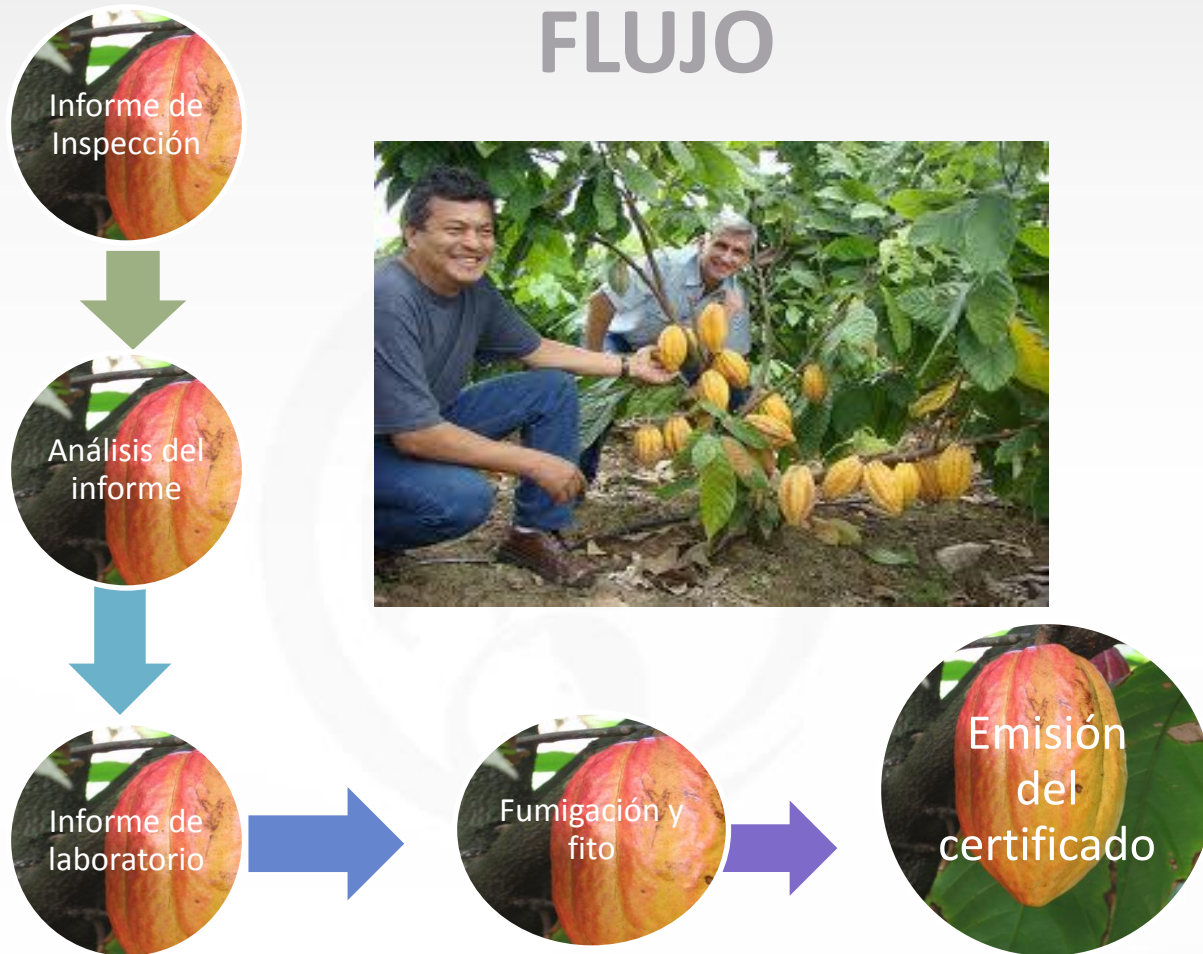 FLUJO
Informe de
Inspección
Análisis del
informe
Informe de
laboratorio
Fumigación y
fito
Emisión
del
certificado